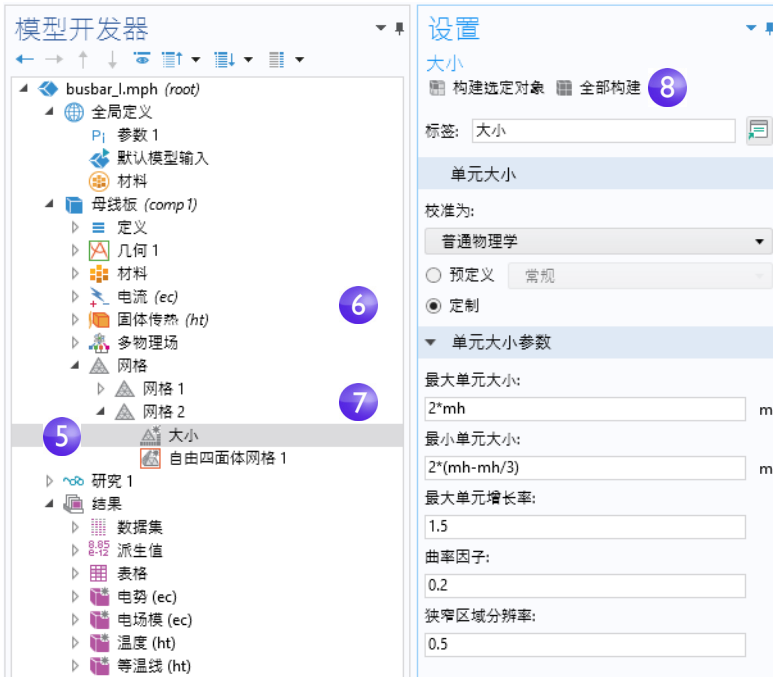 模型开发器
busbar_l.mph (root)
全局定义
Pi 参数 1
默认模型输入
材料
母线板 (comp1)
定义
几何 1
材料
电流 (ec)
固体传热 (ht)
多物理场
网格
网格 1
网格 2
大小
自由四面体网格 1
研究 1
结果
数据集
8.85
e-12
派生值
表格
电势 (ec)
电场模 (ec)
温度 (ht)
等温线 (ht)
5
6
7
设置
大小
构建选定对象 全部构建
8
标签: 大小
单元大小
校准为:
普通物理学
预定义 常规
定制
单元大小参数
最大单元大小:
2*mh m
最小单元大小:
2*(mh-mh/3) m
最大单元增长率:
1.5
曲率因子:
0.2
狭窄区域分辨率:
0.5